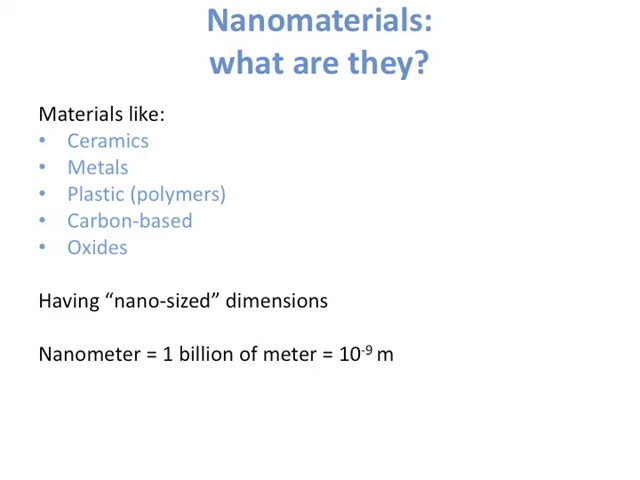 Nanomaterials:
what are they?
Materials like:
• Ceramics
• Metals
• Plastic (polymers)
• Carbon-based
• Oxides
Having “nano-sized” dimensions
Nanometer = 1 billion of meter = 10⁻⁹ m